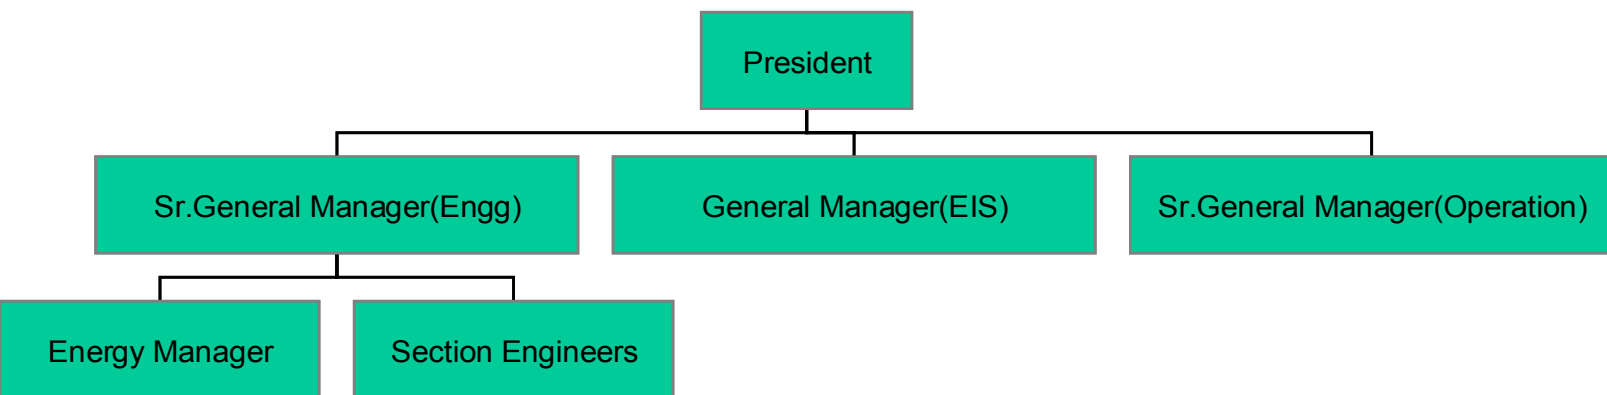 President
Sr.General Manager(Engg)
General Manager(EIS)
Sr.General Manager(Operation)
Energy Manager
Section Engineers